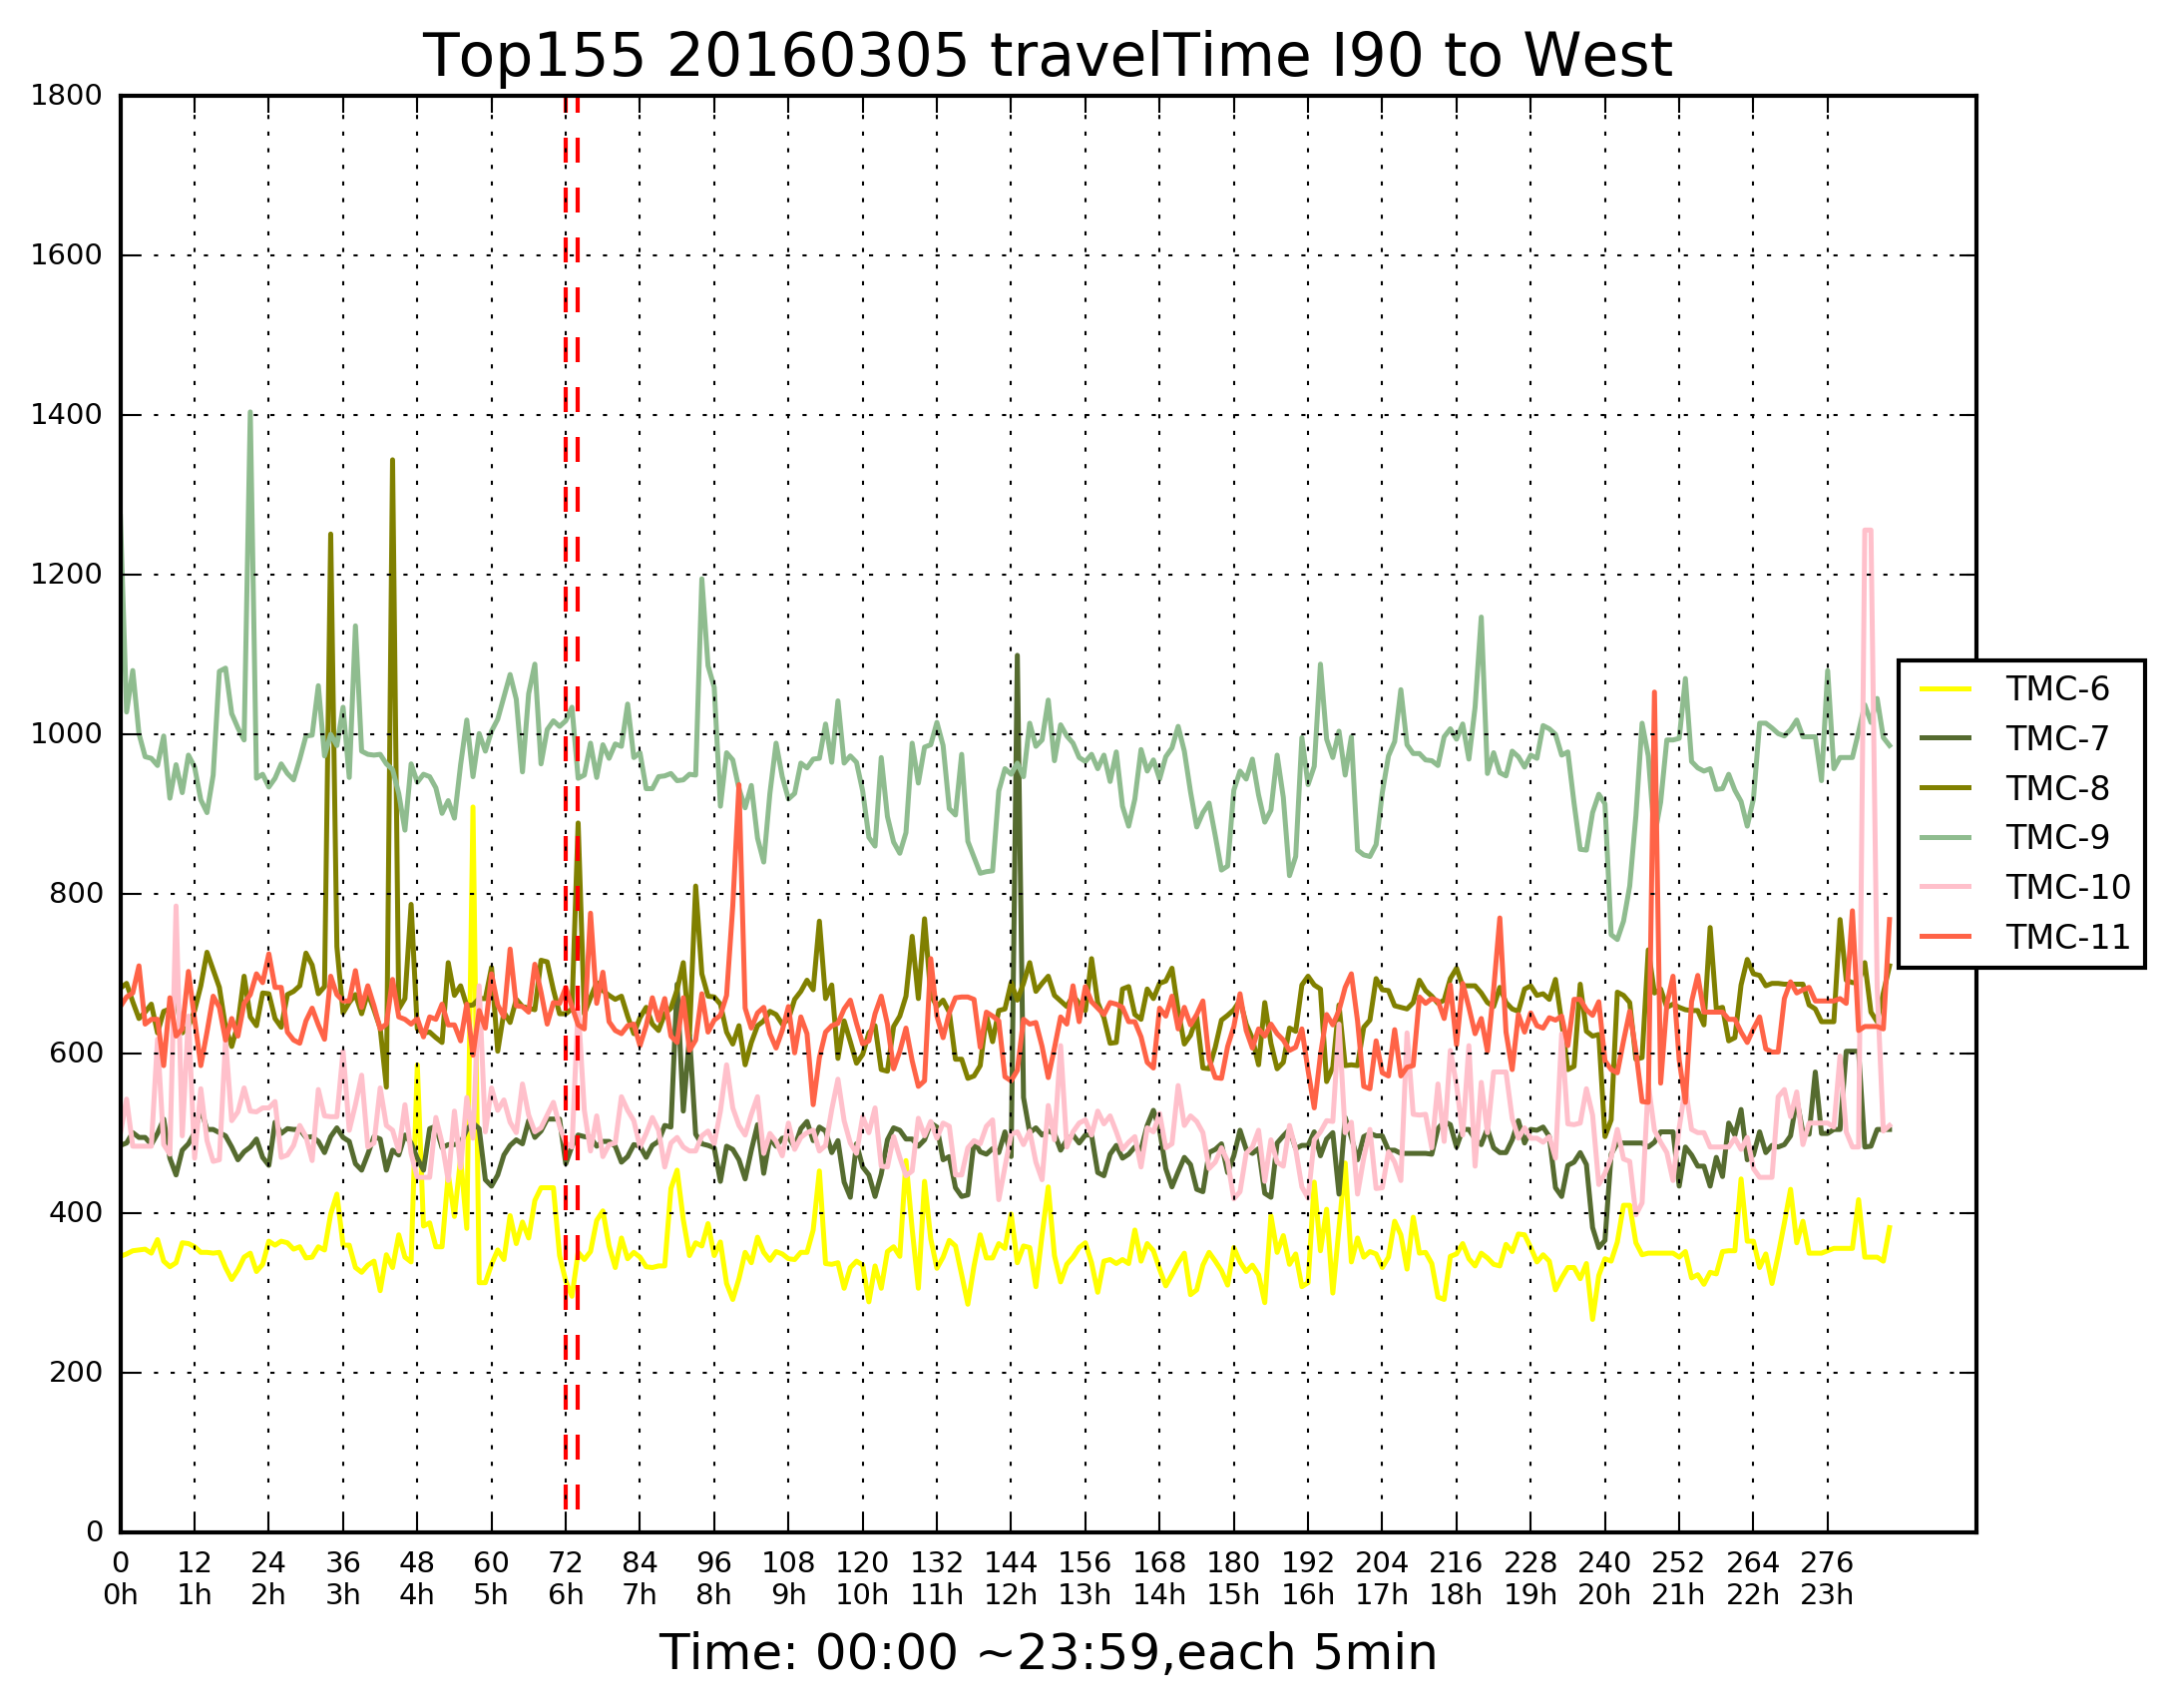 Top155 20160305 travelTime I90 to West
1800
1600
1400
1200
1000
800
600
400
200
0
TMC-6
TMC-7
TMC-8
TMC-9
TMC-10
TMC-11
0 12 24 36 48 60 72 84 96 108 120 132 144 156 168 180 192 204 216 228 240 252 264 276
0h 1h 2h 3h 4h 5h 6h 7h 8h 9h 10h 11h 12h 13h 14h 15h 16h 17h 18h 19h 20h 21h 22h 23h
Time: 00:00 ~23:59,each 5min